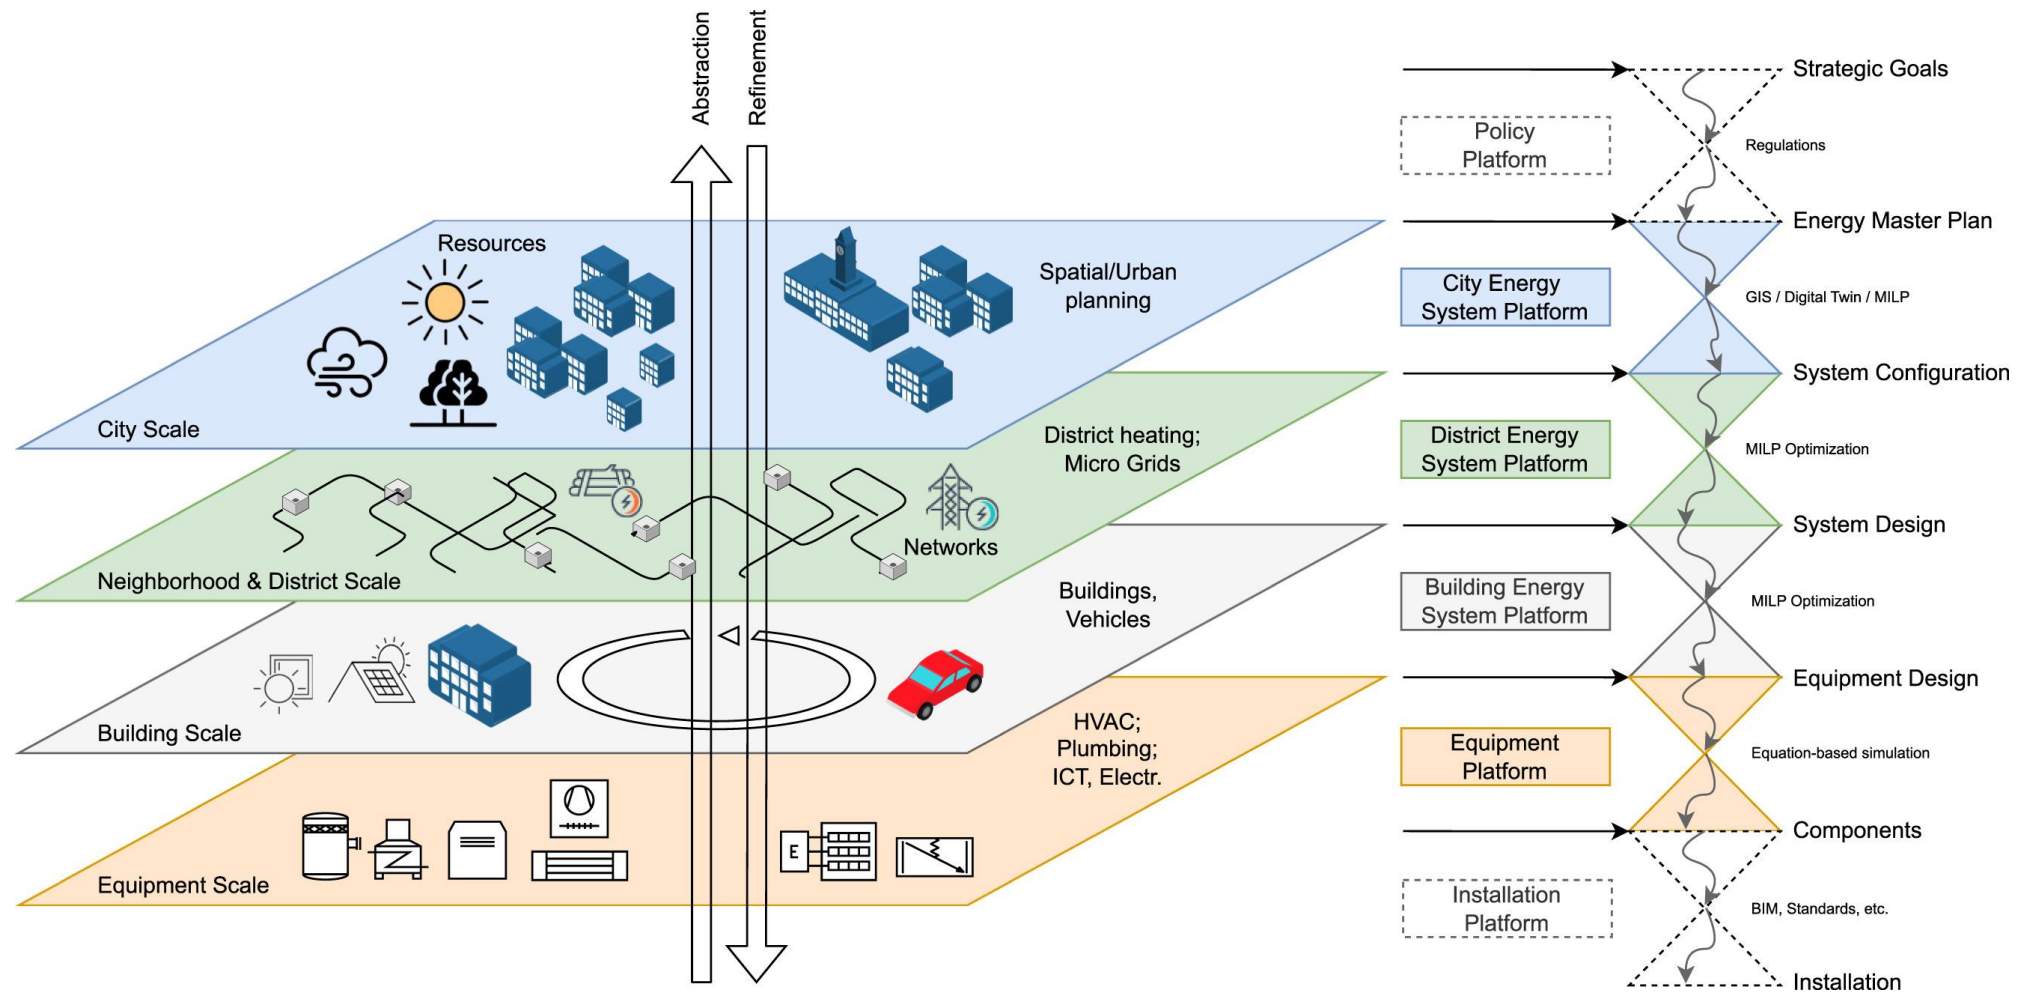 Abstraction
Refinement
Resources
Spatial/Urban
planning
City Scale
District heating;
Micro Grids
Networks
Neighborhood & District Scale
Buildings,
Vehicles
Building Scale
HVAC;
Plumbing;
ICT, Electr.
E
Equipment Scale
Strategic Goals
Policy
Platform
Regulations
Energy Master Plan
City Energy
System Platform
GIS / Digital Twin / MILP
System Configuration
District Energy
System Platform
MILP Optimization
System Design
Building Energy
System Platform
MILP Optimization
Equipment Design
Equipment
Platform
Equation-based simulation
Components
Installation
Platform
BIM, Standards, etc.
Installation